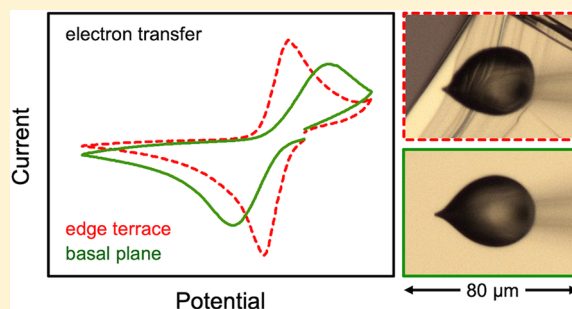 electron transfer
Current
edge terrace
basal plane
Potential
80 µm